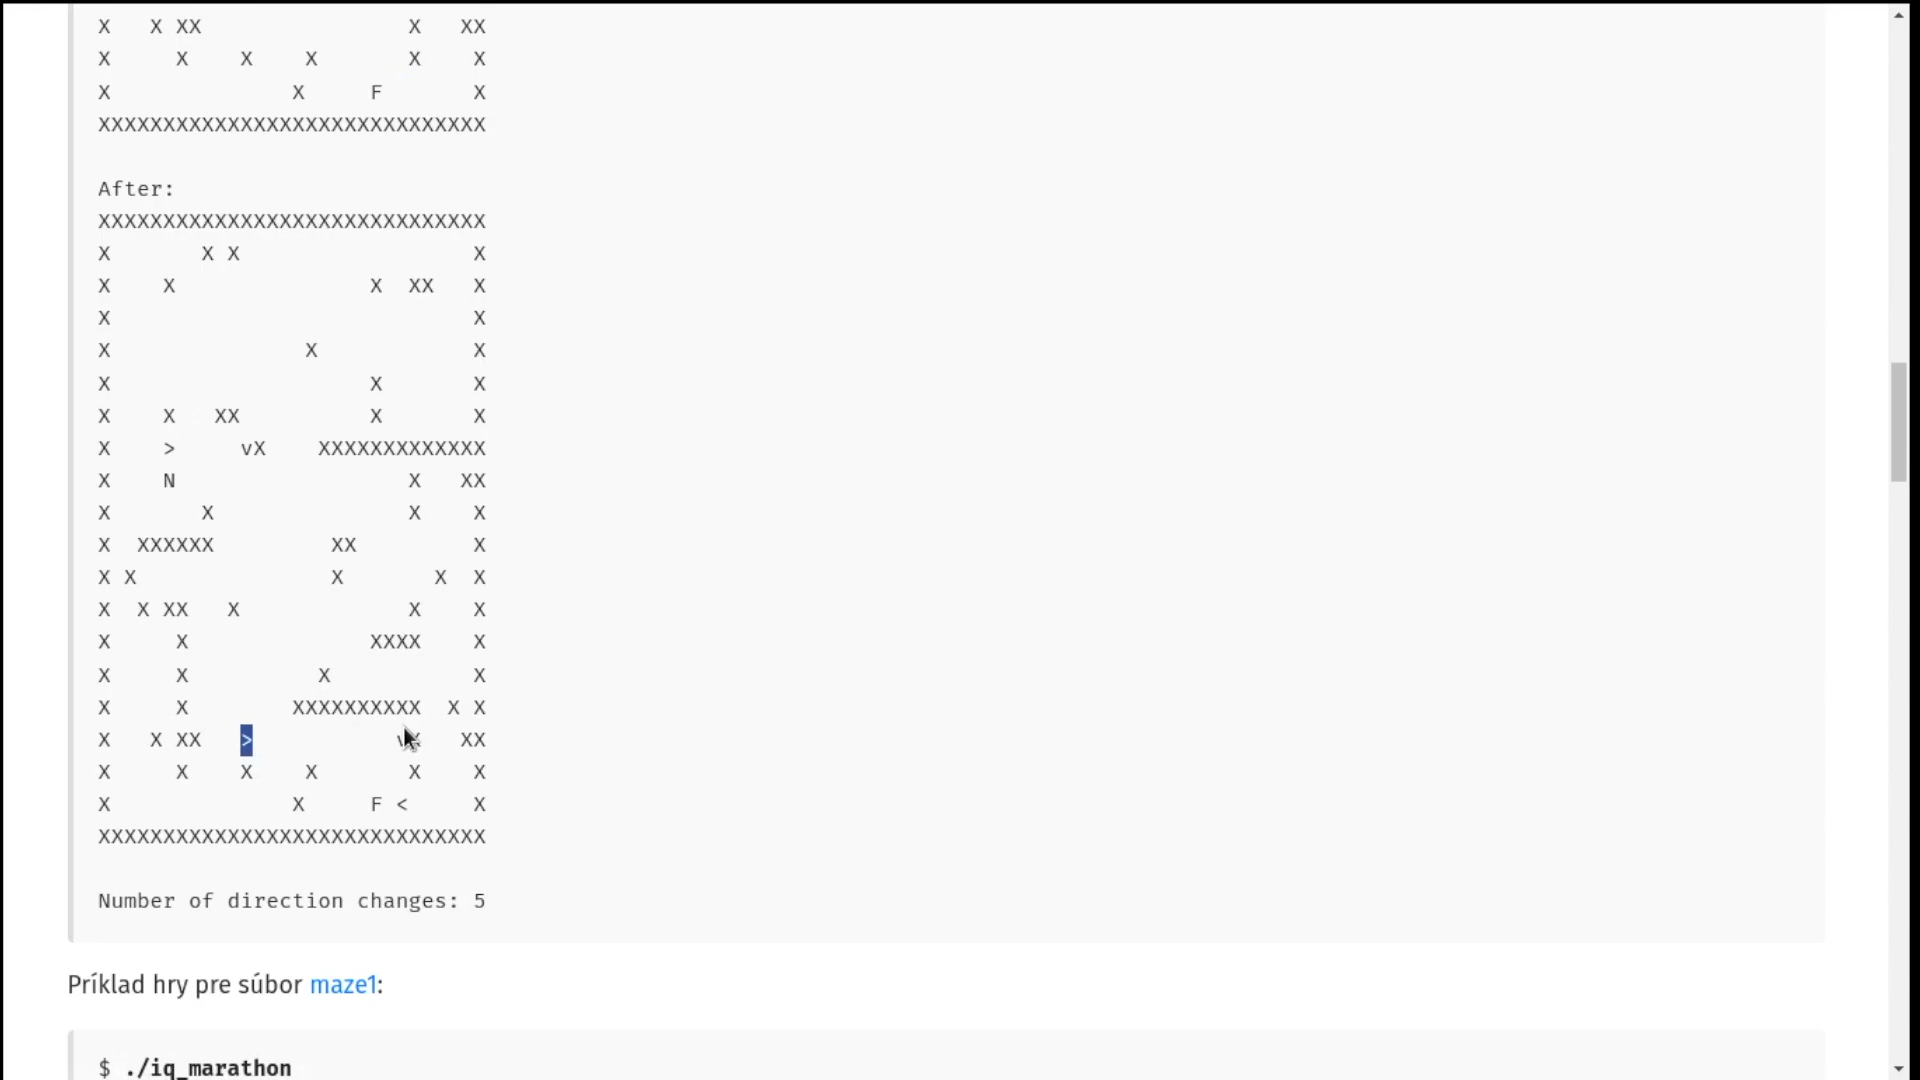 X   X XX                X   XX
X     X    X    X       X    X
X              X     F       X
XXXXXXXXXXXXXXXXXXXXXXXXXXXXXX
After:
XXXXXXXXXXXXXXXXXXXXXXXXXXXXXX
X       X X                  X
X    X               X  XX   X
X                            X
X               X            X
X                    X       X
X    X   XX          X       X
X    >     vX    XXXXXXXXXXXXX
X    N                  X   XX
X       X               X    X
X  XXXXXX         XX         X
X X               X       X  X
X  X XX   X             X    X
X     X              XXXX    X
X     X          X           X
X     X        XXXXXXXXXX  X X
X   X XX   >           vX   XX
X     X    X    X       X    X
X              X     F <     X
XXXXXXXXXXXXXXXXXXXXXXXXXXXXXX
Number of direction changes: 5
Príklad hry pre súbor maze1:
$ ./iq_marathon